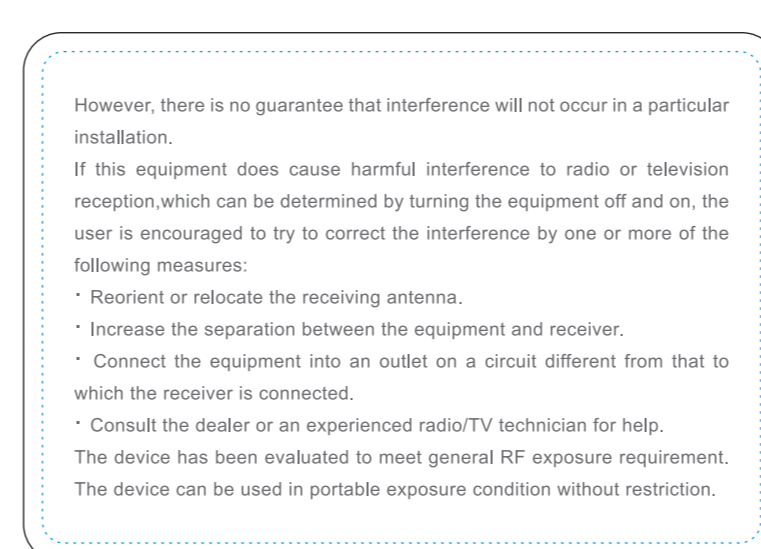 However, there is no guarantee that interference will not occur in a particular
installation.
If this equipment does cause harmful interference to radio or television
reception,which can be determined by turning the equipment off and on, the
user is encouraged to try to correct the interference by one or more of the
following measures:
· Reorient or relocate the receiving antenna.
· Increase the separation between the equipment and receiver.
· Connect the equipment into an outlet on a circuit different from that to
which the receiver is connected.
· Consult the dealer or an experienced radio/TV technician for help.
The device has been evaluated to meet general RF exposure requirement.
The device can be used in portable exposure condition without restriction.